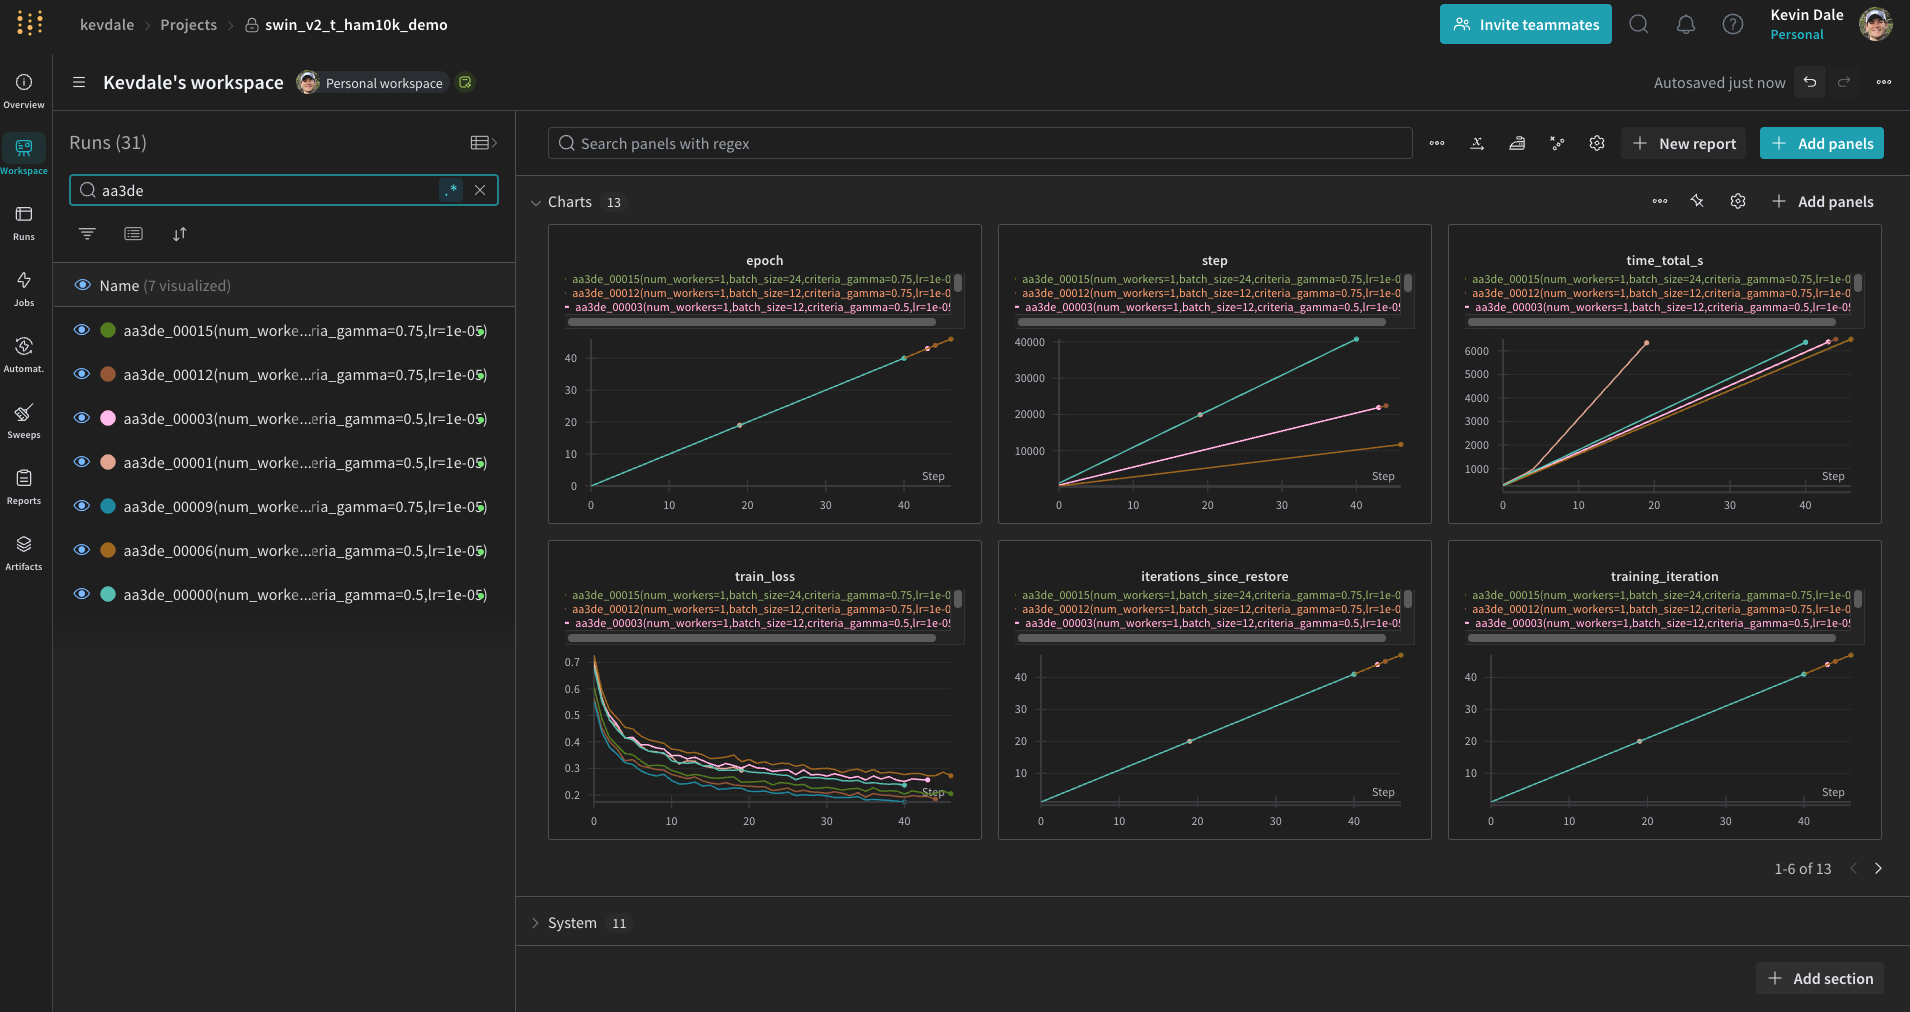 kevdale
Projects
swin_v2_t_ham10k_demo
Invite teammates
Kevin Dale
Personal
Overview
Workspace
Runs
Jobs
Automat.
Sweeps
Reports
Artifacts
Kevdale's workspace
Personal workspace
Autosaved just now
Runs (31)
aa3de
.*
Name (7 visualized)
aa3de_00015(num_worke...ria_gamma=0.75,lr=1e-05)
aa3de_00012(num_worke...ria_gamma=0.75,lr=1e-05)
aa3de_00003(num_worke...eria_gamma=0.5,lr=1e-05)
aa3de_00001(num_worke...eria_gamma=0.5,lr=1e-05)
aa3de_00009(num_worke...ria_gamma=0.75,lr=1e-05)
aa3de_00006(num_worke...eria_gamma=0.5,lr=1e-05)
aa3de_00000(num_worke...eria_gamma=0.5,lr=1e-05)
Search panels with regex
New report
Add panels
Charts 13
Add panels
epoch
aa3de_00015(num_workers=1,batch_size=24,criteria_gamma=0.75,lr=1e-0
aa3de_00012(num_workers=1,batch_size=12,criteria_gamma=0.75,lr=1e-0
aa3de_00003(num_workers=1,batch_size=12,criteria_gamma=0.5,lr=1e-05
40
30
20
10
0
Step
0 10 20 30 40
step
aa3de_00015(num_workers=1,batch_size=24,criteria_gamma=0.75,lr=1e-0
aa3de_00012(num_workers=1,batch_size=12,criteria_gamma=0.75,lr=1e-0
aa3de_00003(num_workers=1,batch_size=12,criteria_gamma=0.5,lr=1e-05
40000
30000
20000
10000
Step
0 10 20 30 40
time_total_s
aa3de_00015(num_workers=1,batch_size=24,criteria_gamma=0.75,lr=1e-0
aa3de_00012(num_workers=1,batch_size=12,criteria_gamma=0.75,lr=1e-0
aa3de_00003(num_workers=1,batch_size=12,criteria_gamma=0.5,lr=1e-05
6000
5000
4000
3000
2000
1000
Step
0 10 20 30 40
train_loss
aa3de_00015(num_workers=1,batch_size=24,criteria_gamma=0.75,lr=1e-0
aa3de_00012(num_workers=1,batch_size=12,criteria_gamma=0.75,lr=1e-0
aa3de_00003(num_workers=1,batch_size=12,criteria_gamma=0.5,lr=1e-05
0.7
0.6
0.5
0.4
0.3
0.2
Step
0 10 20 30 40
iterations_since_restore
aa3de_00015(num_workers=1,batch_size=24,criteria_gamma=0.75,lr=1e-0
aa3de_00012(num_workers=1,batch_size=12,criteria_gamma=0.75,lr=1e-0
aa3de_00003(num_workers=1,batch_size=12,criteria_gamma=0.5,lr=1e-05
40
30
20
10
Step
0 10 20 30 40
training_iteration
aa3de_00015(num_workers=1,batch_size=24,criteria_gamma=0.75,lr=1e-0
aa3de_00012(num_workers=1,batch_size=12,criteria_gamma=0.75,lr=1e-0
aa3de_00003(num_workers=1,batch_size=12,criteria_gamma=0.5,lr=1e-05
40
30
20
10
Step
0 10 20 30 40
1-6 of 13
System 11
Add section